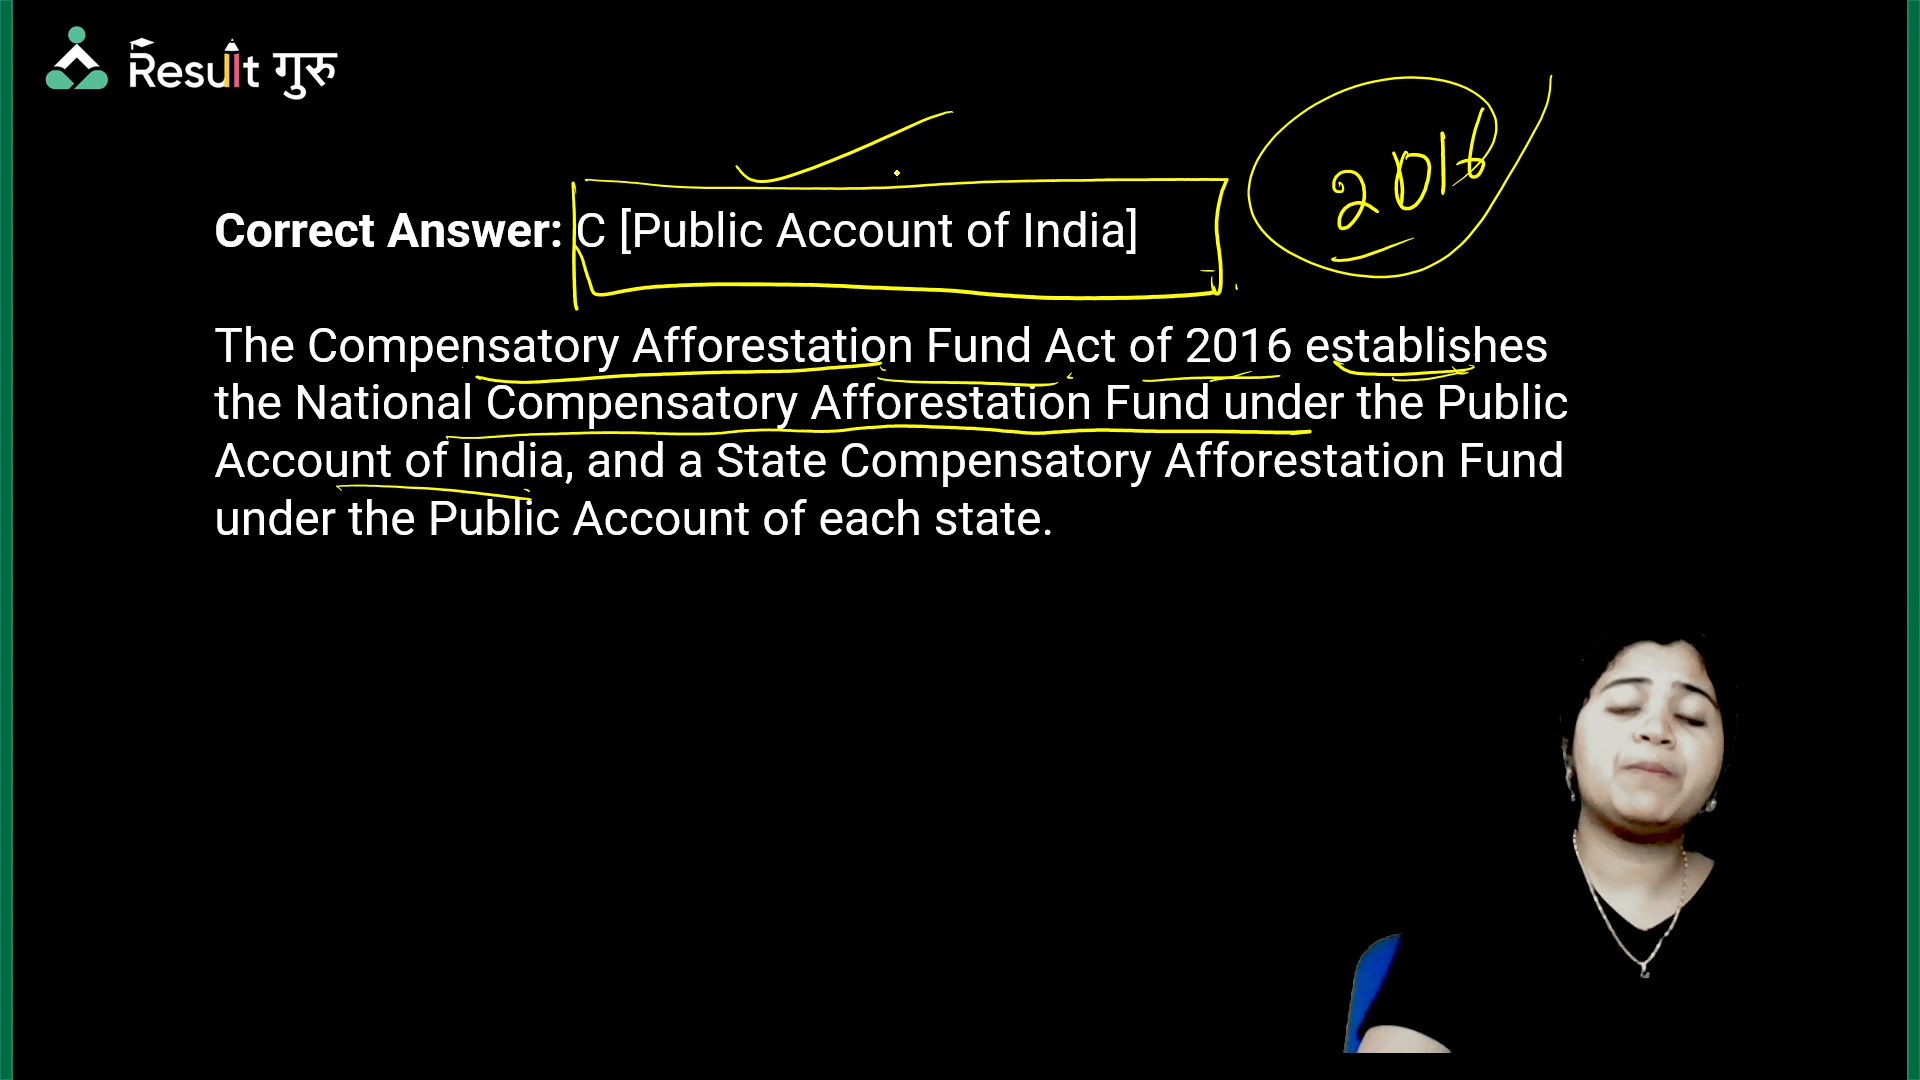 Result गुरु
2016
Correct Answer: C [Public Account of India]
The Compensatory Afforestation Fund Act of 2016 establishes
the National Compensatory Afforestation Fund under the Public
Account of India, and a State Compensatory Afforestation Fund
under the Public Account of each state.